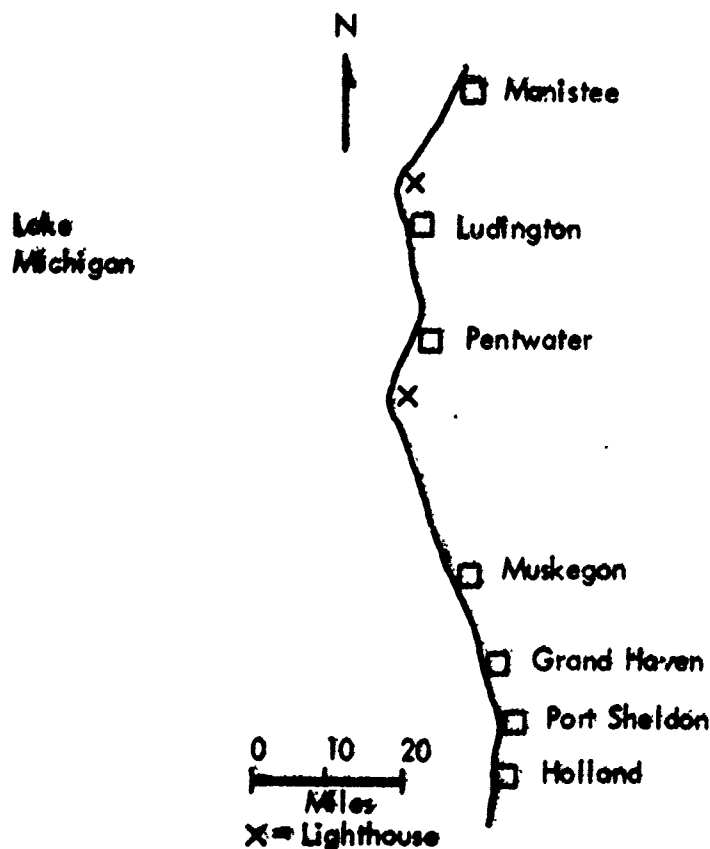 N
Manistee
Lake
Michigan
Ludington
Pentwater
Muskegon
Grand Haven
Port Sheldon
Holland
0 10 20
Miles
X = Lighthouse